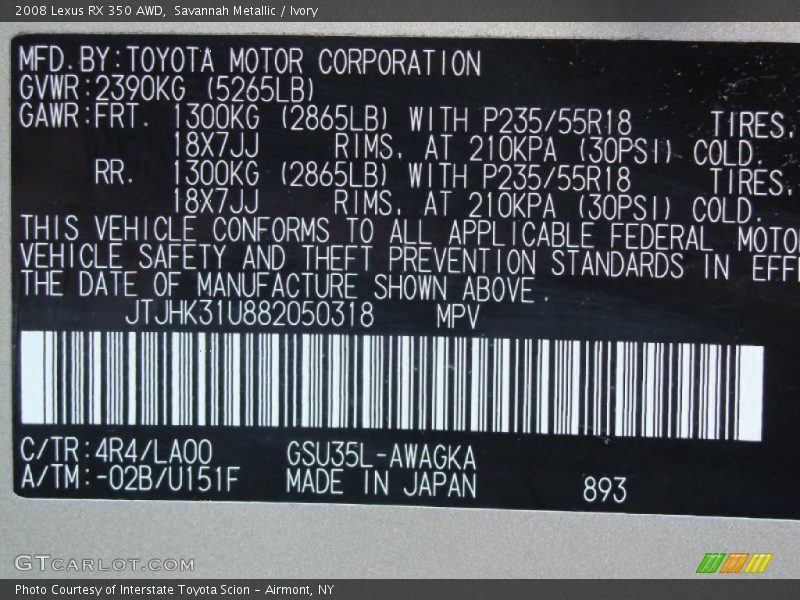 2008 Lexus RX 350 AWD, Savannah Metallic / Ivory
MFD.BY:TOYOTA MOTOR CORPORATION
GVWR:2390KG (5265LB)
GAWR:FRT. 1300KG (2865LB) WITH P235/55R18 TIRES,
18X7JJ RIMS, AT 210KPA (30PSI) COLD.
RR. 1300KG (2865LB) WITH P235/55R18 TIRES,
18X7JJ RIMS, AT 210KPA (30PSI) COLD.
THIS VEHICLE CONFORMS TO ALL APPLICABLE FEDERAL MOTO
VEHICLE SAFETY AND THEFT PREVENTION STANDARDS IN EFF
THE DATE OF MANUFACTURE SHOWN ABOVE.
JTJHK31U882050318 MPV
C/TR:4R4/LA00 GSU35L-AWAGKA
A/TM:-02B/U151F MADE IN JAPAN 893
GTCARLOT.COM
Photo Courtesy of Interstate Toyota Scion - Airmont, NY